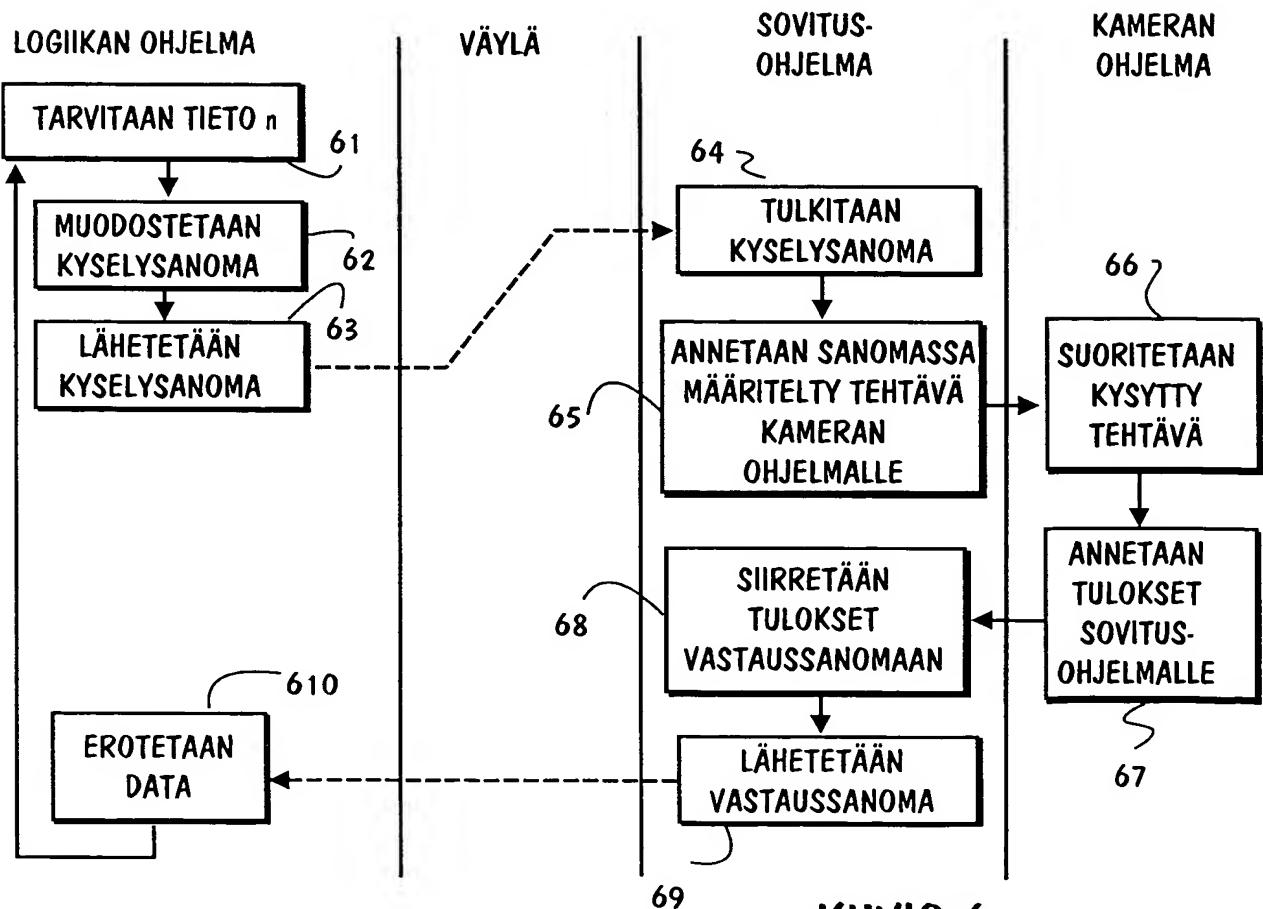 LOGIIKAN OHJELMA
VÄYLÄ
SOVITUS-
OHJELMA
KAMERAN
OHJELMA
TARVITAAN TIETO n
61
MUODOSTETAAN
KYSELYSANOMA
62
LÄHETETÄÄN
KYSELYSANOMA
63
64
TULKITAAN
KYSELYSANOMA
ANNETAAN SANOMASSA
MÄÄRITELTY TEHTÄVÄ
KAMERAN
OHJELMALLE
65
66
SUORITETAAN
KYSYTTY
TEHTÄVÄ
ANNETAAN
TULOKSET
SOVITUS-
OHJELMALLE
67
SIIRRETÄÄN
TULOKSET
VASTAUSSANOMAAN
68
LÄHETETÄÄN
VASTAUSSANOMA
69
610
EROTETAAN
DATA